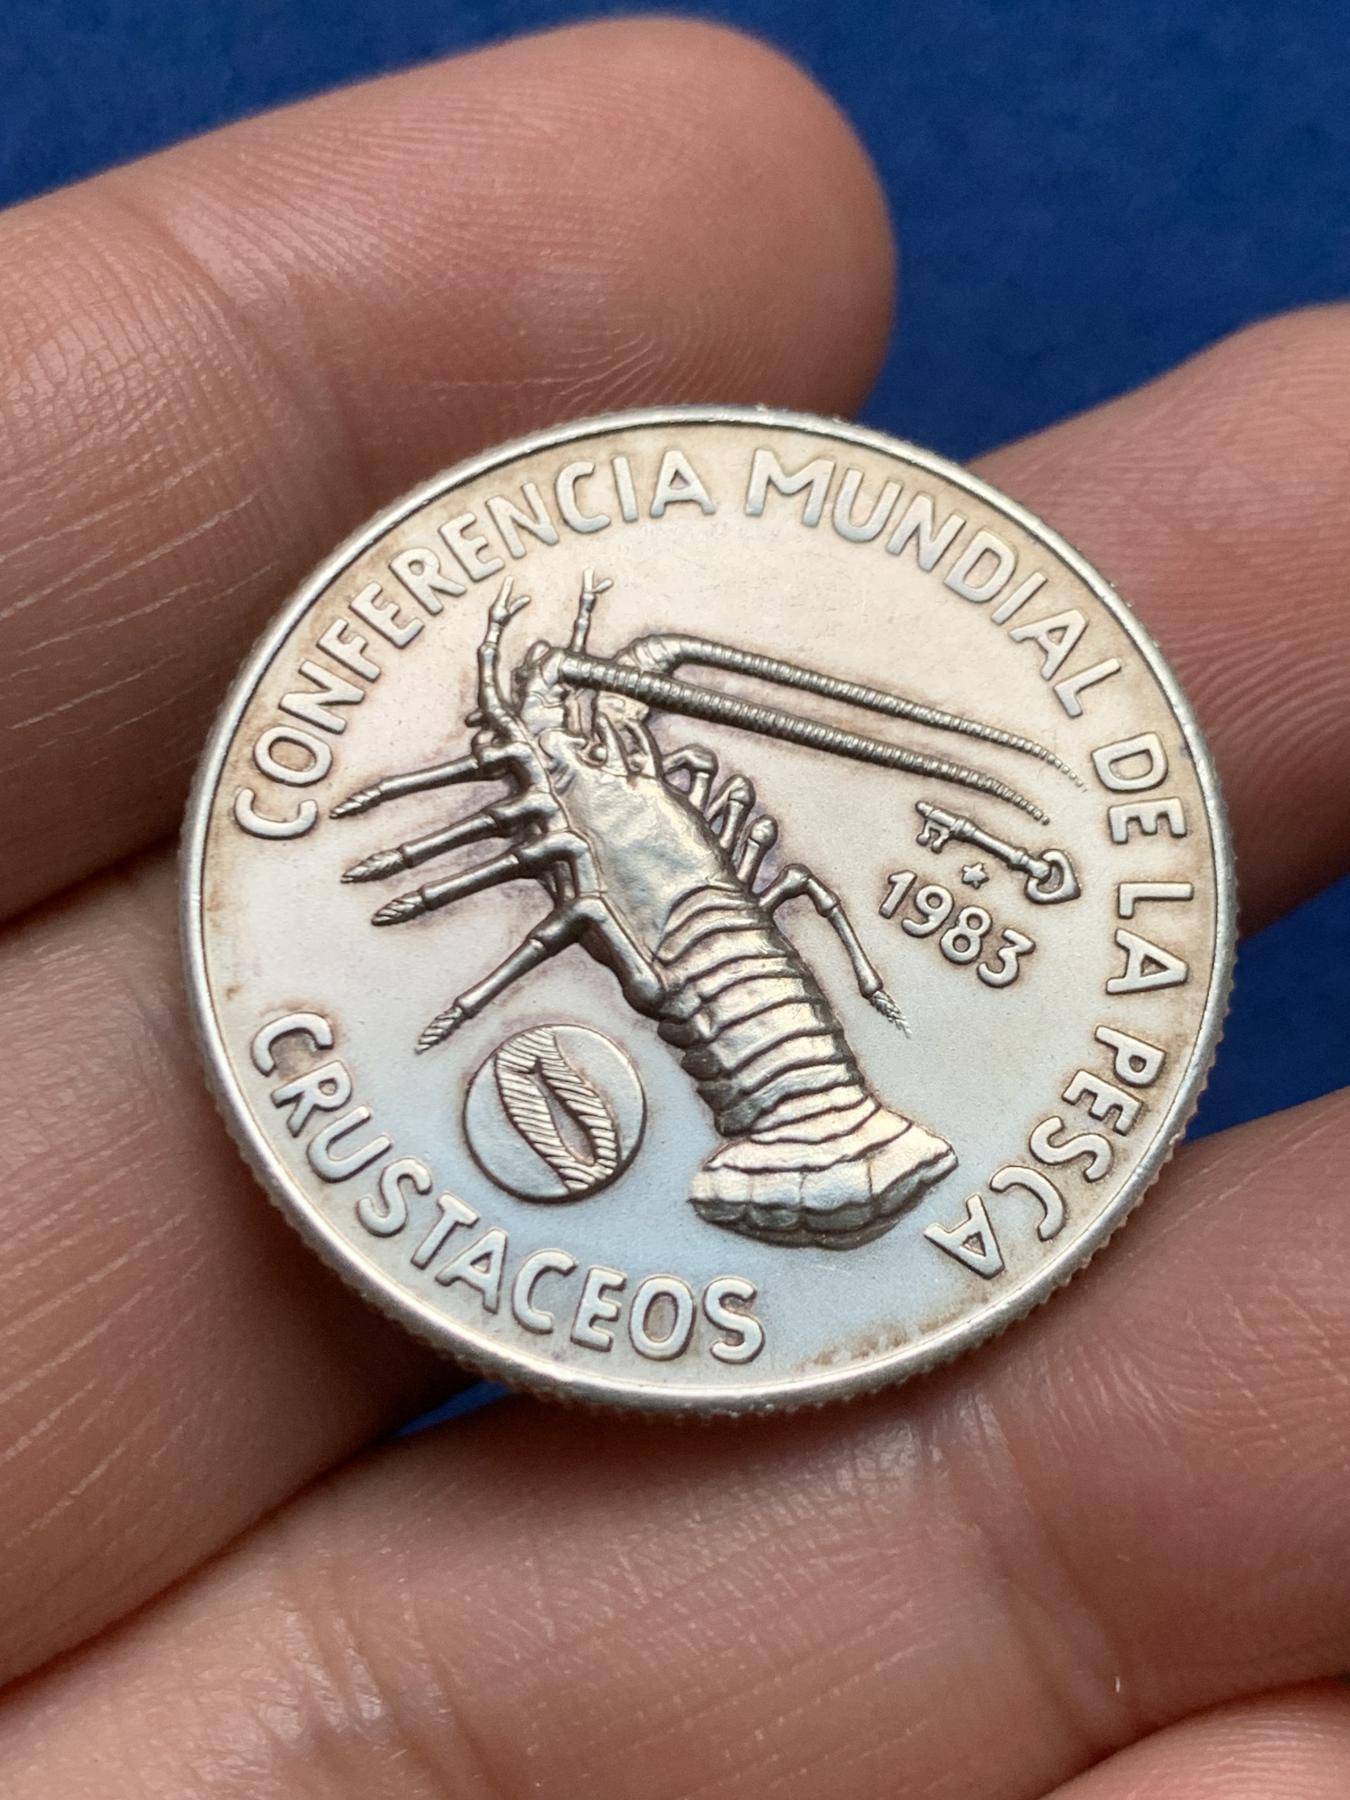 CONFERENCIA MUNDIAL DE LA PESCA
1983
CRUSTACEOS